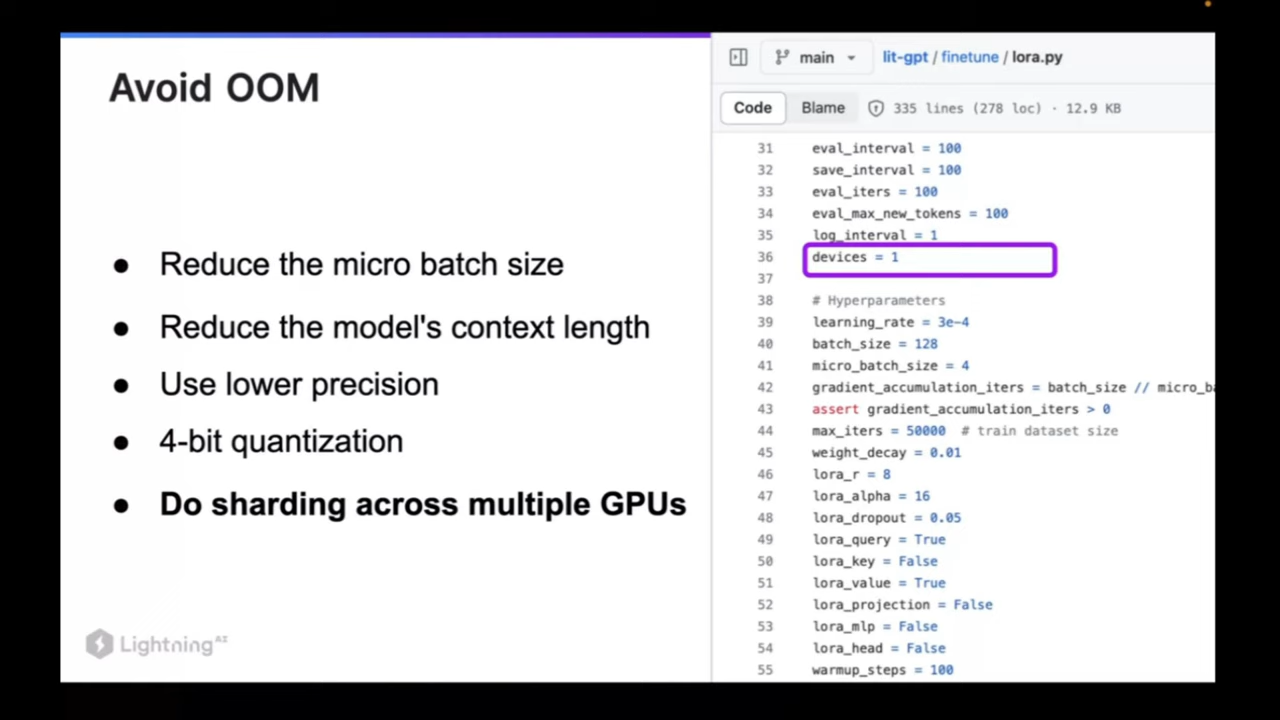 Avoid OOM
● Reduce the micro batch size
● Reduce the model's context length
● Use lower precision
● 4-bit quantization
● Do sharding across multiple GPUs
Lightning AI
main
lit-gpt / finetune / lora.py
Code Blame 335 lines (278 loc) · 12.9 KB
31 eval_interval = 100
32 save_interval = 100
33 eval_iters = 100
34 eval_max_new_tokens = 100
35 log_interval = 1
36 devices = 1
37
38 # Hyperparameters
39 learning_rate = 3e-4
40 batch_size = 128
41 micro_batch_size = 4
42 gradient_accumulation_iters = batch_size // micro_ba
43 assert gradient_accumulation_iters > 0
44 max_iters = 50000 # train dataset size
45 weight_decay = 0.01
46 lora_r = 8
47 lora_alpha = 16
48 lora_dropout = 0.05
49 lora_query = True
50 lora_key = False
51 lora_value = True
52 lora_projection = False
53 lora_mlp = False
54 lora_head = False
55 warmup_steps = 100